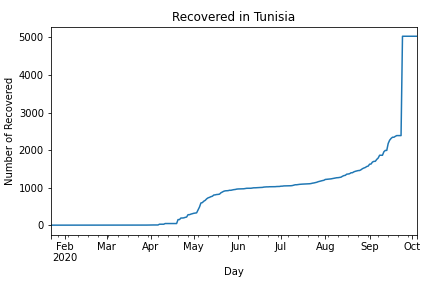 Recovered in Tunisia
Number of Recovered
5000
4000
3000
2000
1000
0
Feb Mar Apr May Jun Jul Aug Sep Oct
2020
Day